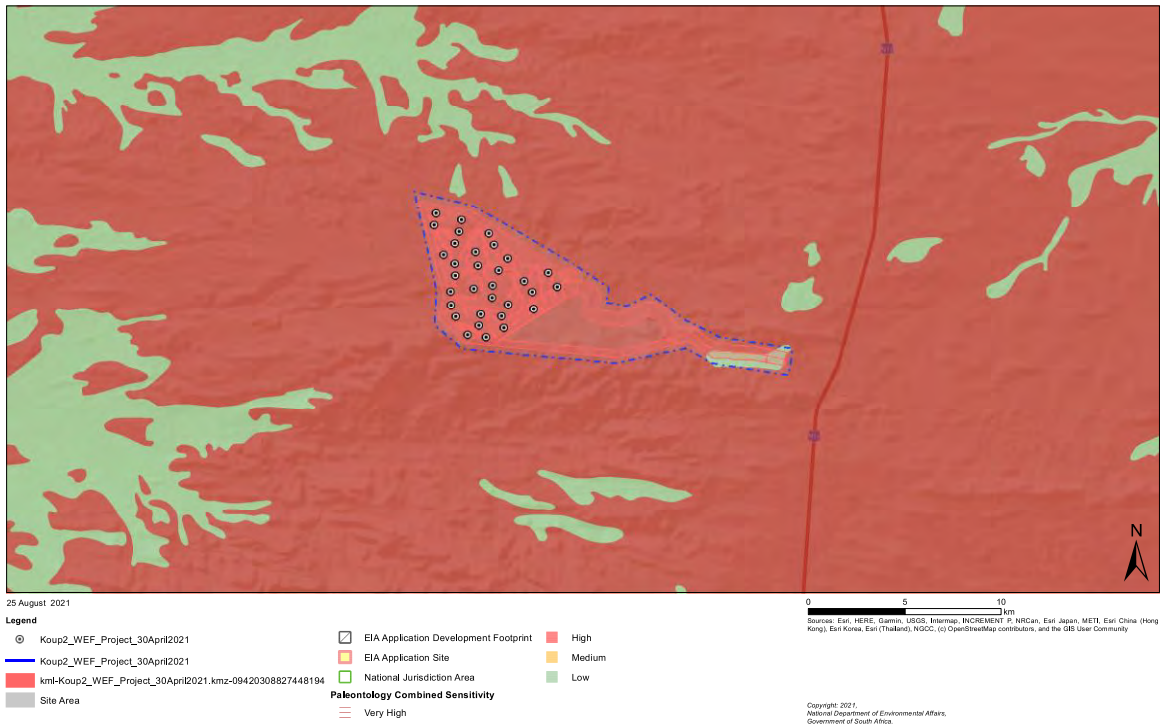 N
25 August 2021
Legend
Koup2_WEF_Project_30April2021
Koup2_WEF_Project_30April2021
kml-Koup2_WEF_Project_30April2021.kmz-09420308827448194
Site Area
EIA Application Development Footprint
EIA Application Site
National Jurisdiction Area
Paleontology Combined Sensitivity
Very High
High
Medium
Low
0 5 10
km
Sources: Esri, HERE, Garmin, USGS, Intermap, INCREMENT P, NRCan, Esri Japan, METI, Esri China (Hong
Kong), Esri Korea, Esri (Thailand), NGCC, (c) OpenStreetMap contributors, and the GIS User Community
Copyright: 2021,
National Department of Environmental Affairs,
Government of South Africa.